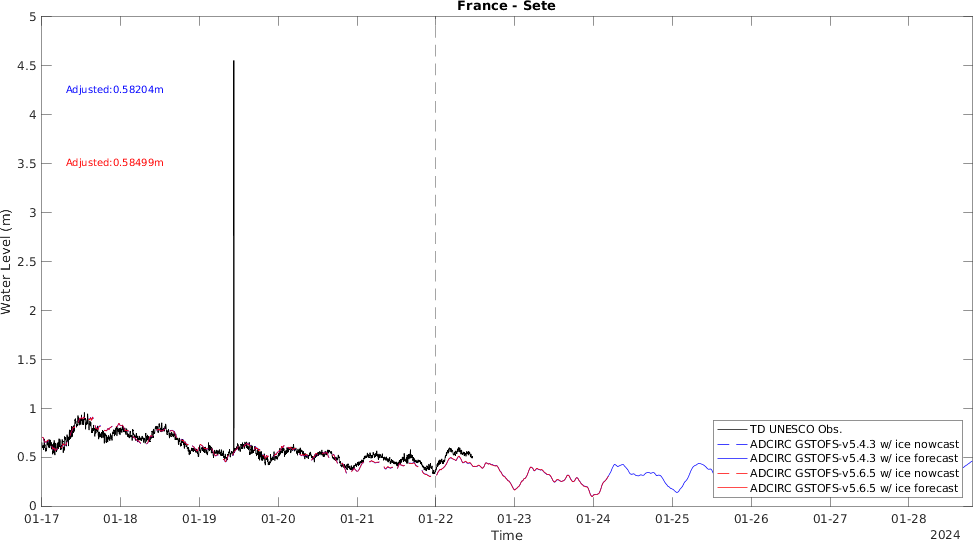 France - Sete
5
4.5
4
3.5
3
2.5
2
1.5
1
0.5
0
Water Level (m)
Adjusted:0.58204m
Adjusted:0.58499m
TD UNESCO Obs.
ADCIRC GSTOFS-v5.4.3 w/ ice nowcast
ADCIRC GSTOFS-v5.4.3 w/ ice forecast
ADCIRC GSTOFS-v5.6.5 w/ ice nowcast
ADCIRC GSTOFS-v5.6.5 w/ ice forecast
01-17 01-18 01-19 01-20 01-21 01-22 01-23 01-24 01-25 01-26 01-27 01-28
Time
2024